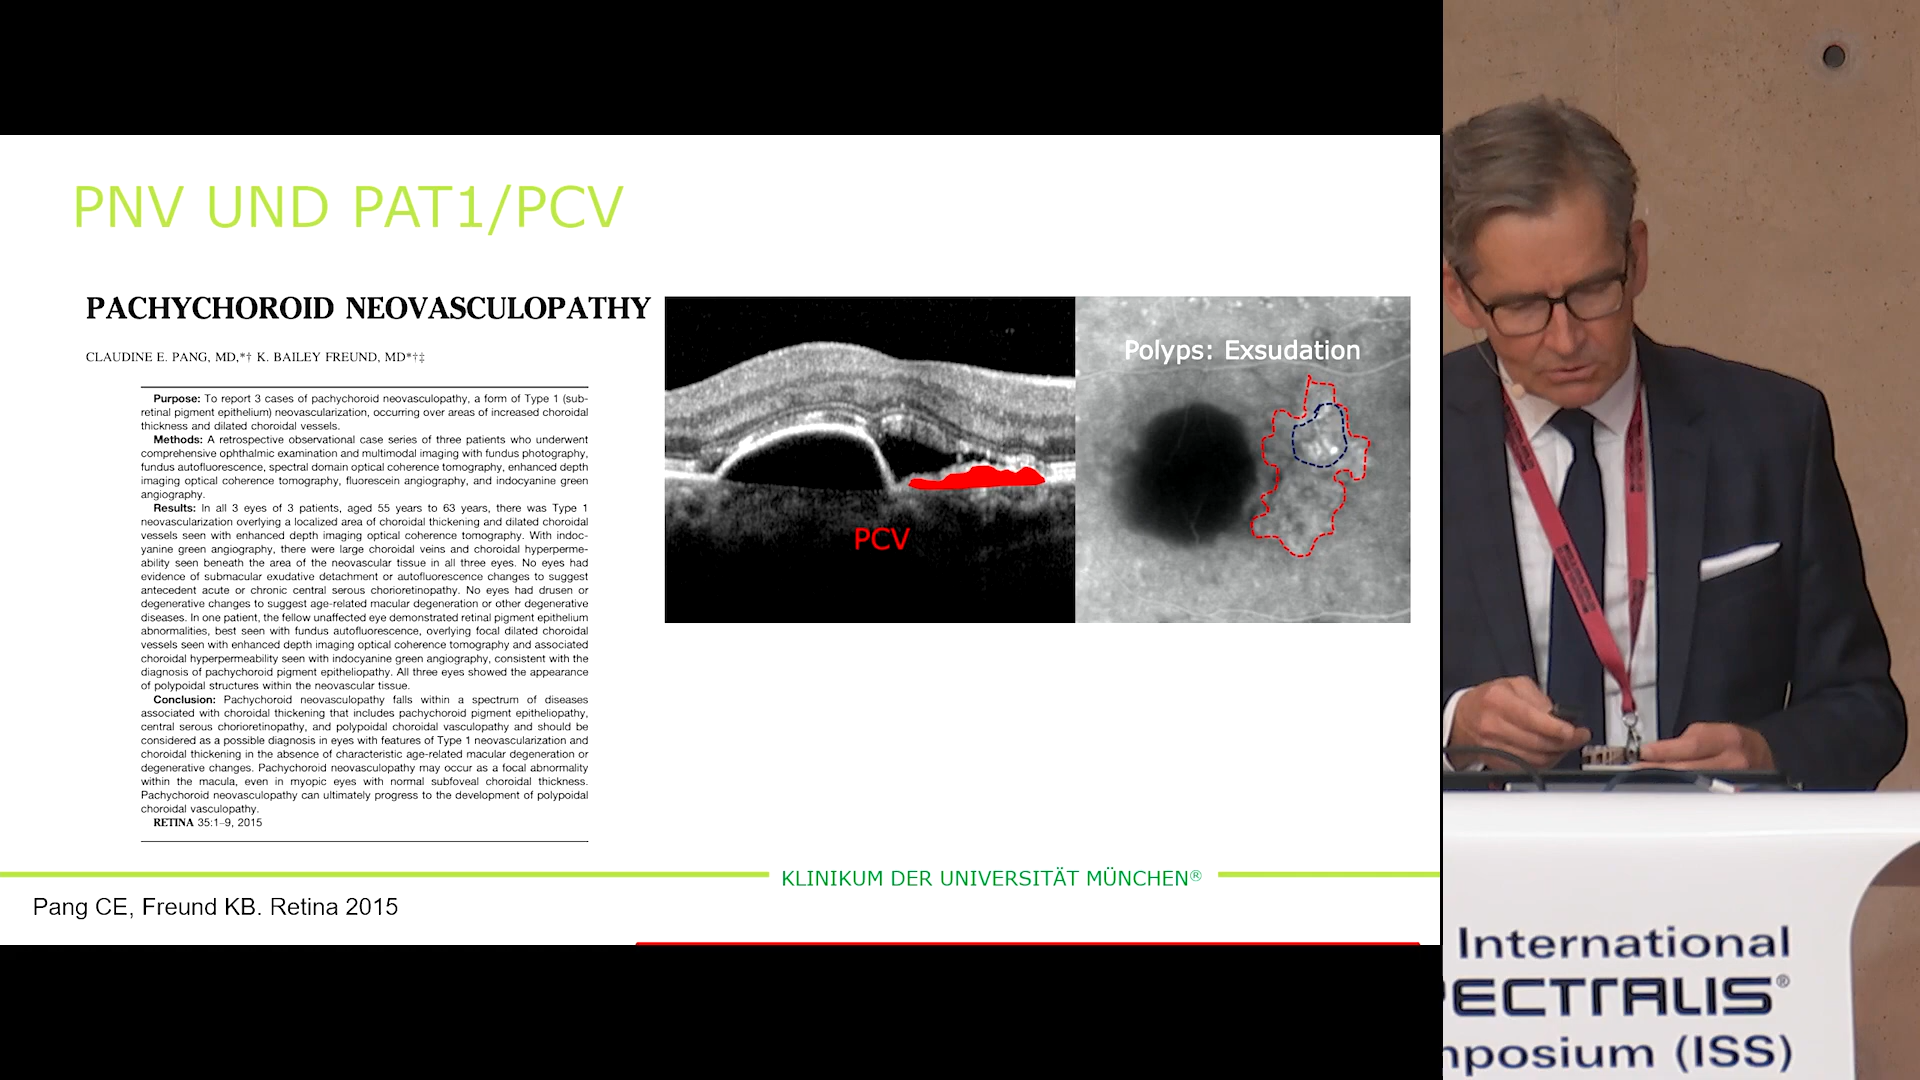 PNV UND PAT1/PCV
PACHYCHOROID NEOVASCULOPATHY
CLAUDINE E. PANG, MD,*† K. BAILEY FREUND, MD*†‡
Purpose: To report 3 cases of pachychoroid neovasculopathy, a form of Type 1 (sub-
retinal pigment epithelium) neovascularization, occurring over areas of increased choroidal
thickness and dilated choroidal vessels.
Methods: A retrospective observational case series of three patients who underwent
comprehensive ophthalmic examination and multimodal imaging with fundus photography,
fundus autofluorescence, spectral domain optical coherence tomography, enhanced depth
imaging optical coherence tomography, fluorescein angiography, and indocyanine green
angiography.
Results: In all 3 eyes of 3 patients, aged 55 years to 63 years, there was Type 1
neovascularization overlying a localized area of choroidal thickening and dilated choroidal
vessels seen with enhanced depth imaging optical coherence tomography. With indoc-
yanine green angiography, there were large choroidal veins and choroidal hyperperme-
ability seen beneath the area of the neovascular tissue in all three eyes. No eyes had
evidence of submacular exudative detachment or autofluorescence changes to suggest
antecedent acute or chronic central serous chorioretinopathy. No eyes had drusen or
degenerative changes to suggest age-related macular degeneration or other degenerative
diseases. In one patient, the fellow unaffected eye demonstrated retinal pigment epithelium
abnormalities, best seen with fundus autofluorescence, overlying focal dilated choroidal
vessels seen with enhanced depth imaging optical coherence tomography and associated
choroidal hyperpermeability seen with indocyanine green angiography, consistent with the
diagnosis of pachychoroid pigment epitheliopathy. All three eyes showed the appearance
of polypoidal structures within the neovascular tissue.
Conclusion: Pachychoroid neovasculopathy falls within a spectrum of diseases
associated with choroidal thickening that includes pachychoroid pigment epitheliopathy,
central serous chorioretinopathy, and polypoidal choroidal vasculopathy and should be
considered as a possible diagnosis in eyes with features of Type 1 neovascularization and
choroidal thickening in the absence of characteristic age-related macular degeneration or
degenerative changes. Pachychoroid neovasculopathy may occur as a focal abnormality
within the macula, even in myopic eyes with normal subfoveal choroidal thickness.
Pachychoroid neovasculopathy can ultimately progress to the development of polypoidal
choroidal vasculopathy.
RETINA 35:1–9, 2015
PCV
Polyps: Exsudation
KLINIKUM DER UNIVERSITÄT MÜNCHEN®
Pang CE, Freund KB. Retina 2015
International
ECTRALIS®
mposium (ISS)